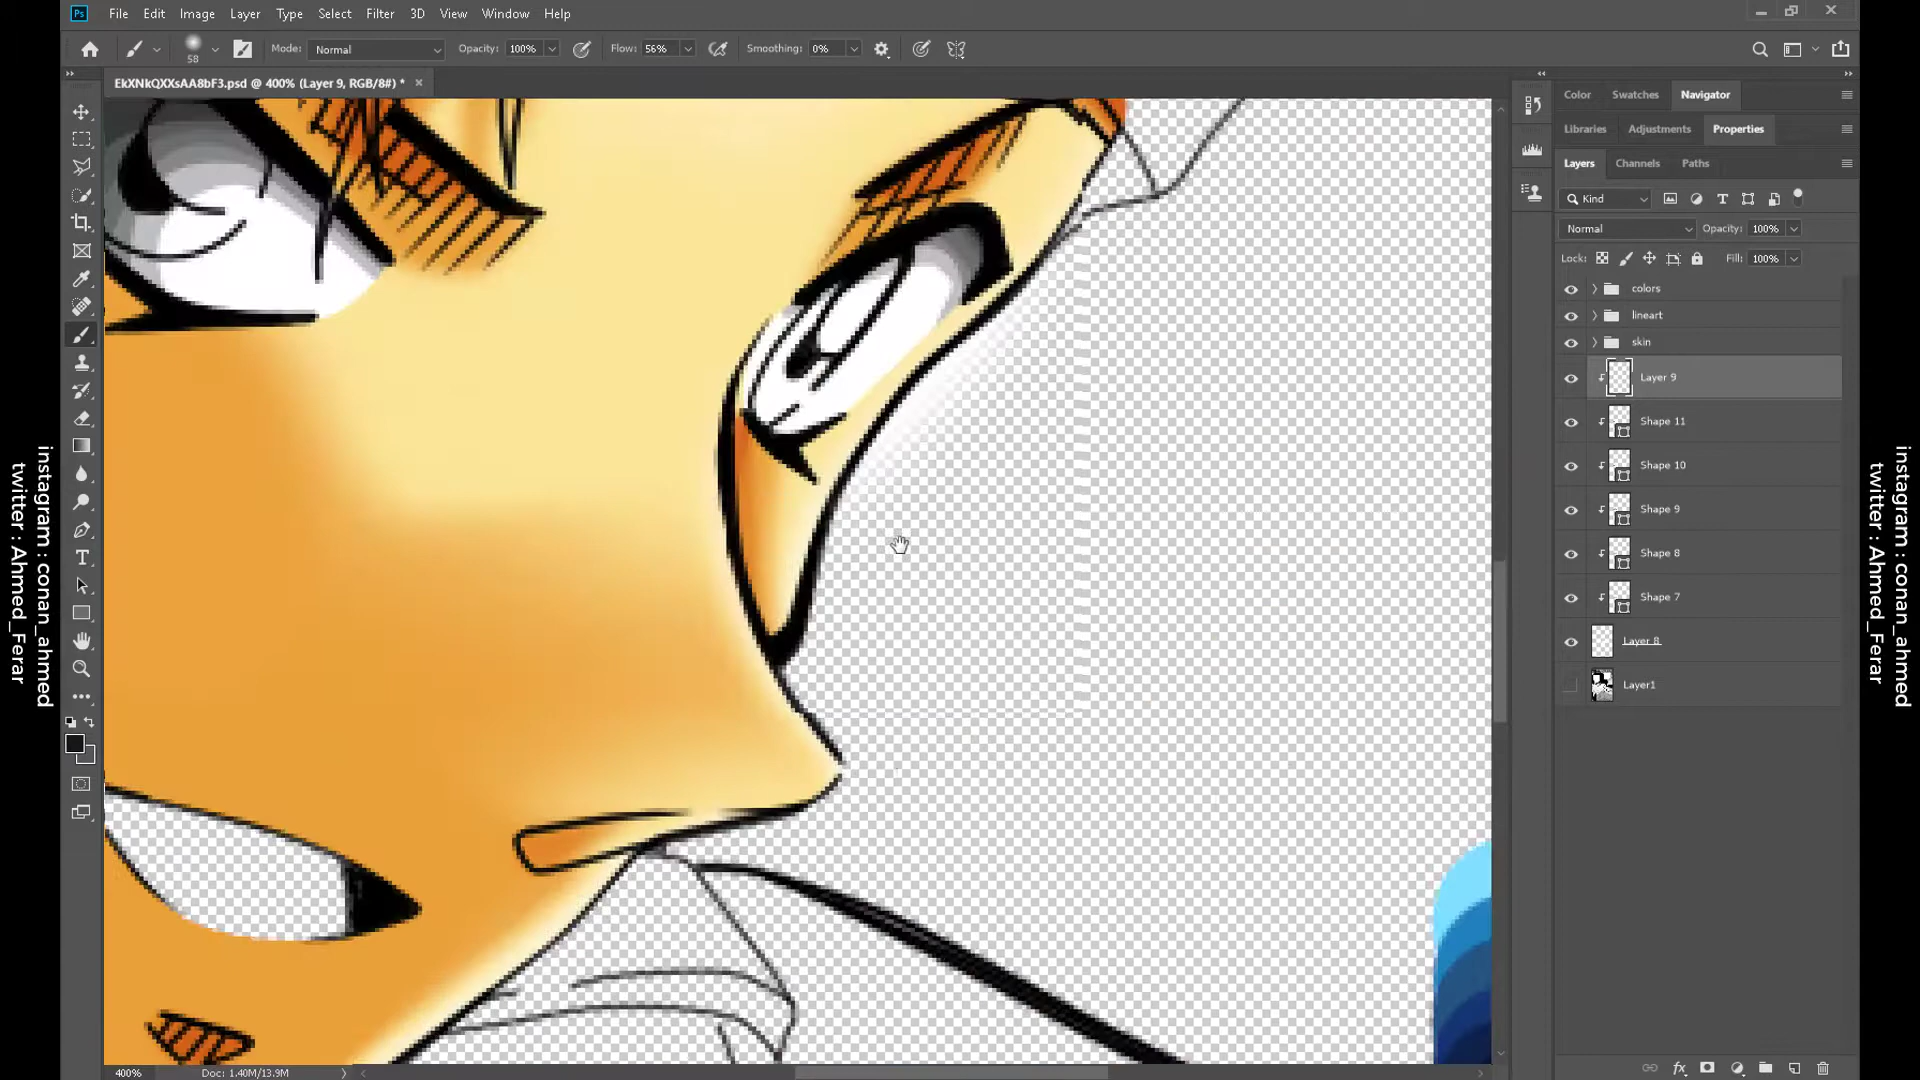 Ps File Edit Image Layer Type Select Filter 3D View Window Help
58 Mode: Normal Opacity: 100% Flow: 56% Smoothing: 0%
EkXNkQXXsAA8bF3.psd @ 400% (Layer 9, RGB/8#) *
Color Swatches Navigator
Libraries Adjustments Properties
Layers Channels Paths
Kind
Normal Opacity: 100%
Lock: Fill: 100%
colors
lineart
skin
Layer 9
Shape 11
Shape 10
Shape 9
Shape 8
Shape 7
Layer 8
Layer1
400% Doc: 1.40M/13.9M
instagram : conan_ahmed
twitter : Ahmed_Ferar
instagram : conan_ahmed
twitter : Ahmed_Ferar